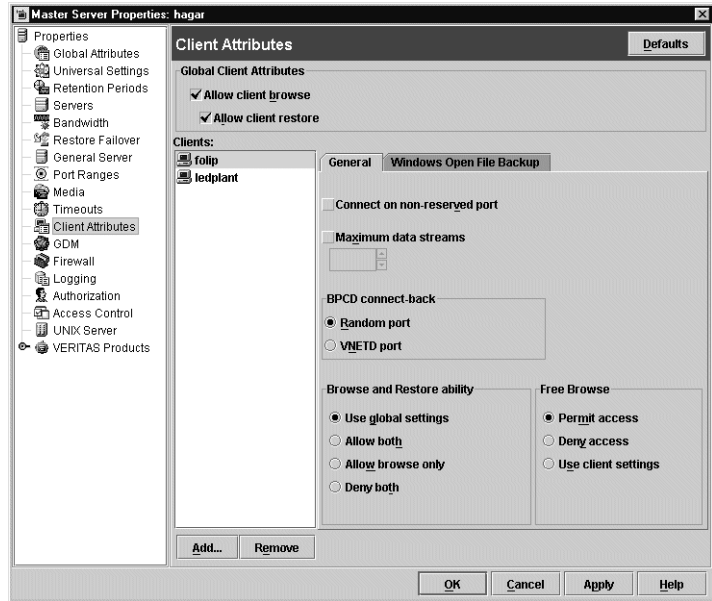 Master Server Properties: hagar
Properties
Global Attributes
Universal Settings
Retention Periods
Servers
Bandwidth
Restore Failover
General Server
Port Ranges
Media
Timeouts
Client Attributes
GDM
Firewall
Logging
Authorization
Access Control
UNIX Server
VERITAS Products
Client Attributes
Defaults
Global Client Attributes
Allow client browse
Allow client restore
Clients:
folip
ledplant
General
Windows Open File Backup
Connect on non-reserved port
Maximum data streams
BPCD connect-back
Random port
VNETD port
Browse and Restore ability
Use global settings
Allow both
Allow browse only
Deny both
Free Browse
Permit access
Deny access
Use client settings
Add...
Remove
OK
Cancel
Apply
Help